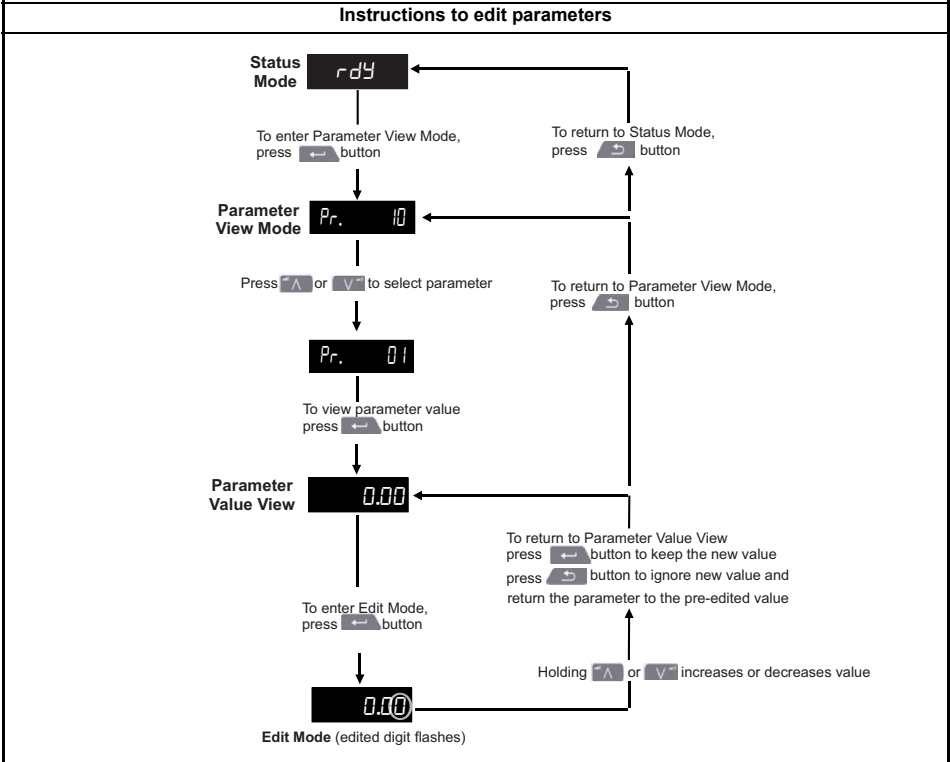 Instructions to edit parameters
Status
Mode
rdY
To enter Parameter View Mode,
press button
To return to Status Mode,
press button
Parameter
View Mode
Pr. 10
Press Λ or V to select parameter
To return to Parameter View Mode,
press button
Pr. 01
To view parameter value
press button
Parameter
Value View
0.00
To return to Parameter Value View
press button to keep the new value
press button to ignore new value and
return the parameter to the pre-edited value
To enter Edit Mode,
press button
Holding Λ or V increases or decreases value
0.00
Edit Mode (edited digit flashes)